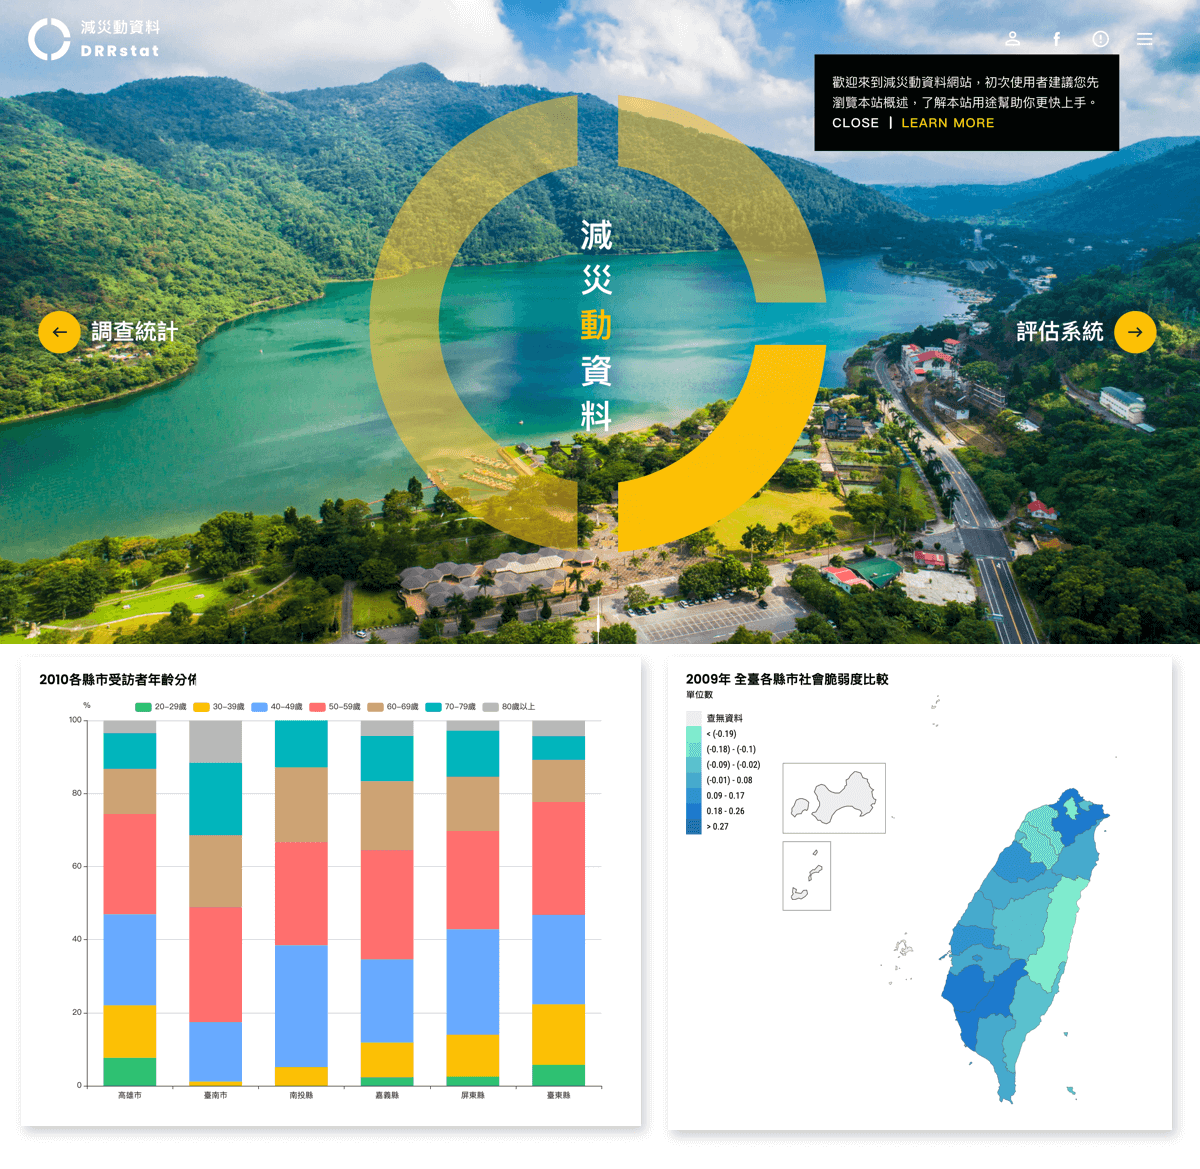 減災動資料
DRRstat
歡迎來到減災動資料網站，初次使用者建議您先
瀏覽本站概述，了解本站用途幫助你更快上手。
CLOSE | LEARN MORE
減災動資料
調查統計
評估系統
2010各縣市受訪者年齡分佈
%
20-29歲 30-39歲 40-49歲 50-59歲 60-69歲 70-79歲 80歲以上
100
80
60
40
20
0
高雄市 臺南市 南投縣 嘉義縣 屏東縣 臺東縣
2009年 全臺各縣市社會脆弱度比較
單位數
查無資料
< (-0.19)
(-0.18) - (-0.1)
(-0.09) - (-0.02)
(-0.01) - 0.08
0.09 - 0.17
0.18 - 0.26
> 0.27